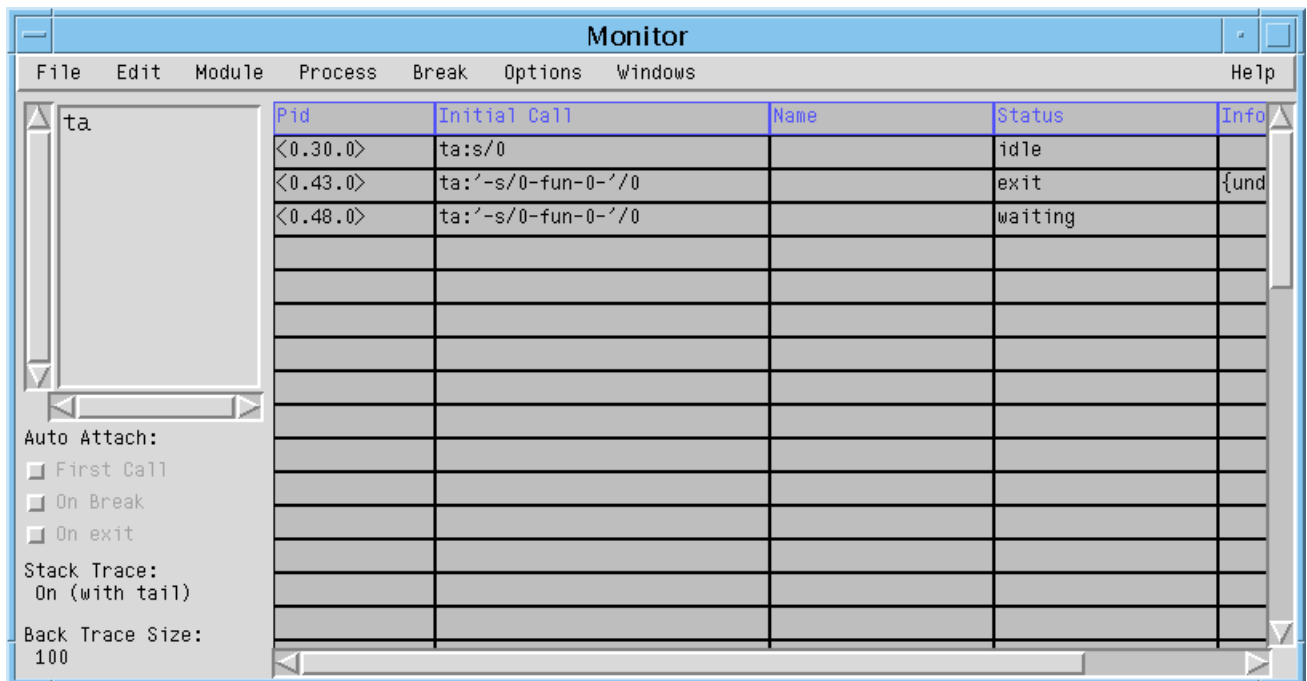 Monitor
File Edit Module Process Break Options Windows Help
ta
Pid Initial Call Name Status Info
<0.30.0> ta:s/0 idle
<0.43.0> ta:'-s/0-fun-0-'/0 exit {und
<0.48.0> ta:'-s/0-fun-0-'/0 waiting
Auto Attach:
First Call
On Break
On exit
Stack Trace:
On (with tail)
Back Trace Size:
100